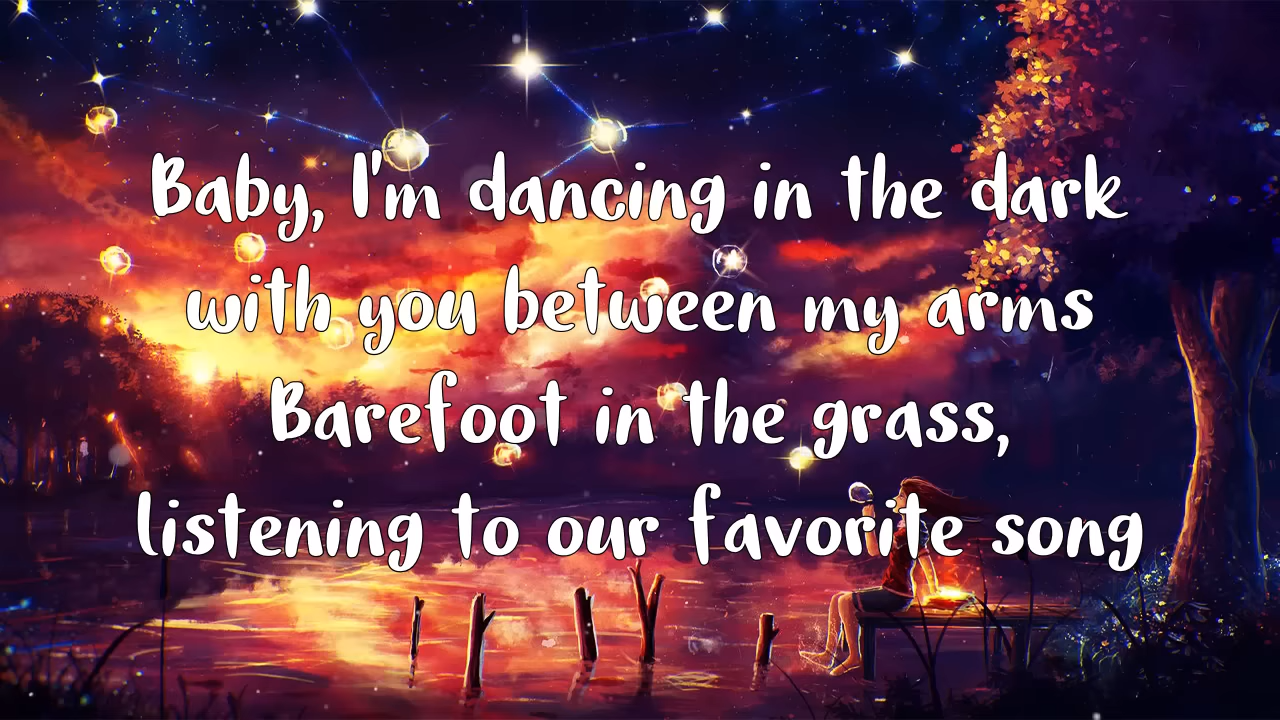 Baby, I'm dancing in the dark
with you between my arms
Barefoot in the grass,
listening to our favorite song